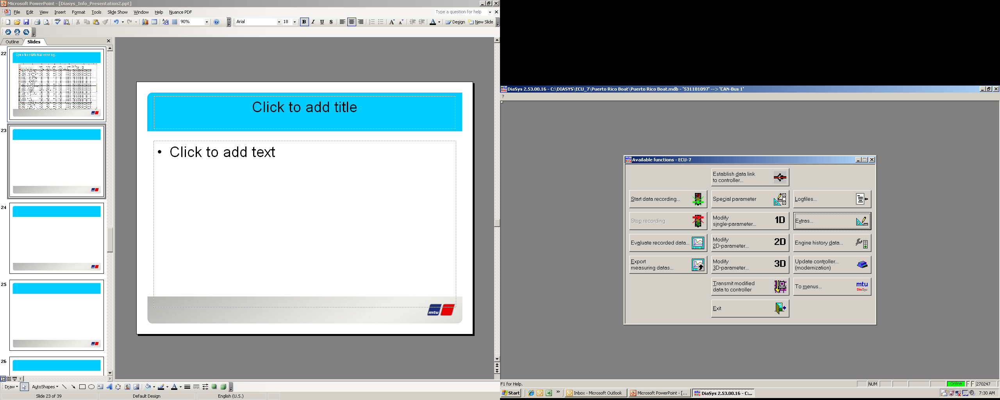 Microsoft PowerPoint - [Diasys_Info_Presentation2.ppt]
File Edit View Insert Format Tools Slide Show Window Help Nuance PDF
Type a question for help
90%
Arial
18
B I U S
Design
New Slide
Outline
Slides
22
Open the statistical error log.
23
24
25
26
Click to add title
• Click to add text
mtu
Draw
AutoShapes
Slide 23 of 39
Default Design
English (U.S.)
DiaSys 2.53.00.16 - C:\DIASYS\ECU_7\Puerto Rico Boat\Puerto Rico Boat.mdb - '531101097' --> 'CAN-Bus 1'
?
Available functions - ECU-7
Establish data link
to controller...
Start data recording...
Special parameter
Logfiles...
Stop recording
Modify
single-parameter...
1D
Extras...
Evaluate recorded data...
Modify
2D-parameter...
2D
Engine history data...
Export
measuring datas...
Modify
3D-parameter...
3D
Update controller...
(modernization)
Transmit modified
data to controller
To menus...
mtu
DiaSys
Exit
F1 for Help.
NUM
Online
-
-
270247
Start
»
Inbox - Microsoft Outlook
Microsoft PowerPoint - [...
DiaSys 2.53.00.16 - C:...
7:30 AM